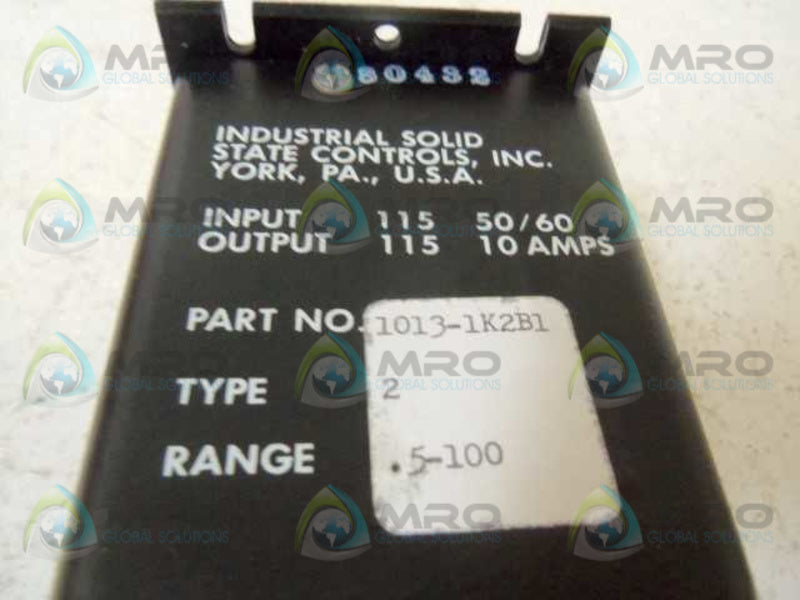 80432
INDUSTRIAL SOLID
STATE CONTROLS, INC.
YORK, PA., U.S.A.
INPUT 115 50/60
OUTPUT 115 10 AMPS
PART NO. 1013-1K2B1
TYPE 2
RANGE .5-100
MRO
GLOBAL SOLUTIONS